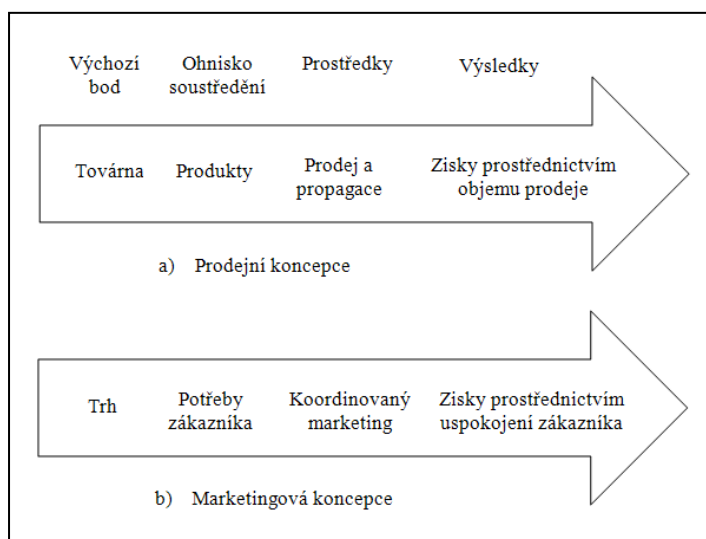 Výchozí bod
Ohnisko soustředění
Prostředky
Výsledky
Továrna
Produkty
Prodej a propagace
Zisky prostřednictvím objemu prodeje
a) Prodejní koncepce
Trh
Potřeby zákazníka
Koordinovaný marketing
Zisky prostřednictvím uspokojení zákazníka
b) Marketingová koncepce